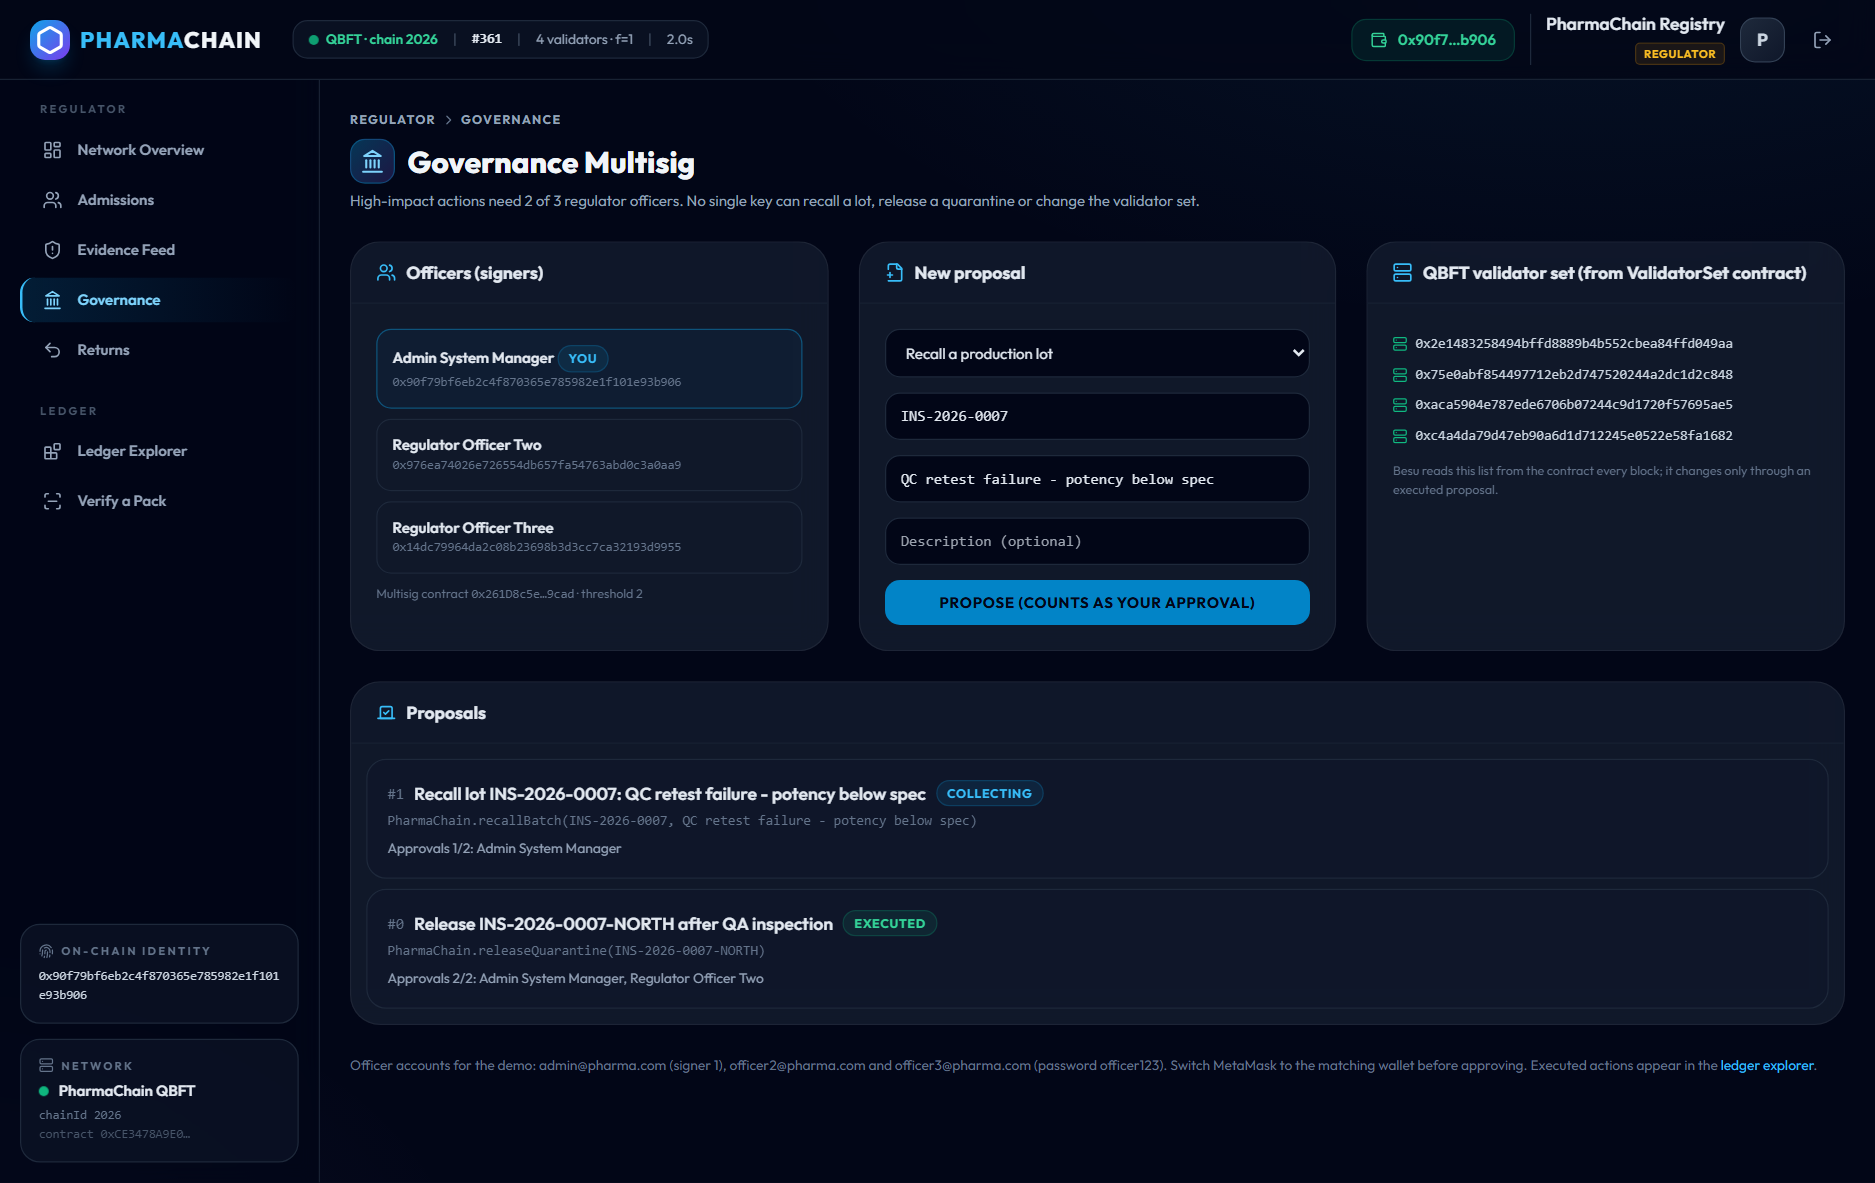 PHARMACHAIN
QBFT · chain 2026 | #361 | 4 validators · f=1 | 2.0s
0x90f7...b906
PharmaChain Registry
REGULATOR
P
REGULATOR
Network Overview
Admissions
Evidence Feed
Governance
Returns
LEDGER
Ledger Explorer
Verify a Pack
ON-CHAIN IDENTITY
0x90f79bf6eb2c4f870365e785982e1f101
e93b906
NETWORK
PharmaChain QBFT
chainId 2026
contract 0xCE3478A9E0…
REGULATOR > GOVERNANCE
Governance Multisig
High-impact actions need 2 of 3 regulator officers. No single key can recall a lot, release a quarantine or change the validator set.
Officers (signers)
Admin System Manager YOU
0x90f79bf6eb2c4f870365e785982e1f101e93b906
Regulator Officer Two
0x976ea74026e726554db657fa54763abd0c3a0aa9
Regulator Officer Three
0x14dc79964da2c08b23698b3d3cc7ca32193d9955
Multisig contract 0x261D8c5e…9cad · threshold 2
New proposal
Recall a production lot
INS-2026-0007
QC retest failure - potency below spec
Description (optional)
PROPOSE (COUNTS AS YOUR APPROVAL)
QBFT validator set (from ValidatorSet contract)
0x2e1483258494bffd8889b4b552cbea84ffd049aa
0x75e0abf854497712eb2d747520244a2dc1d2c848
0xaca5904e787ede6706b07244c9d1720f57695ae5
0xc4a4da79d47eb90a6d1d712245e0522e58fa1682
Besu reads this list from the contract every block; it changes only through an
executed proposal.
Proposals
#1 Recall lot INS-2026-0007: QC retest failure - potency below spec COLLECTING
PharmaChain.recallBatch(INS-2026-0007, QC retest failure - potency below spec)
Approvals 1/2: Admin System Manager
#0 Release INS-2026-0007-NORTH after QA inspection EXECUTED
PharmaChain.releaseQuarantine(INS-2026-0007-NORTH)
Approvals 2/2: Admin System Manager, Regulator Officer Two
Officer accounts for the demo: admin@pharma.com (signer 1), officer2@pharma.com and officer3@pharma.com (password officer123). Switch MetaMask to the matching wallet before approving. Executed actions appear in the ledger explorer.